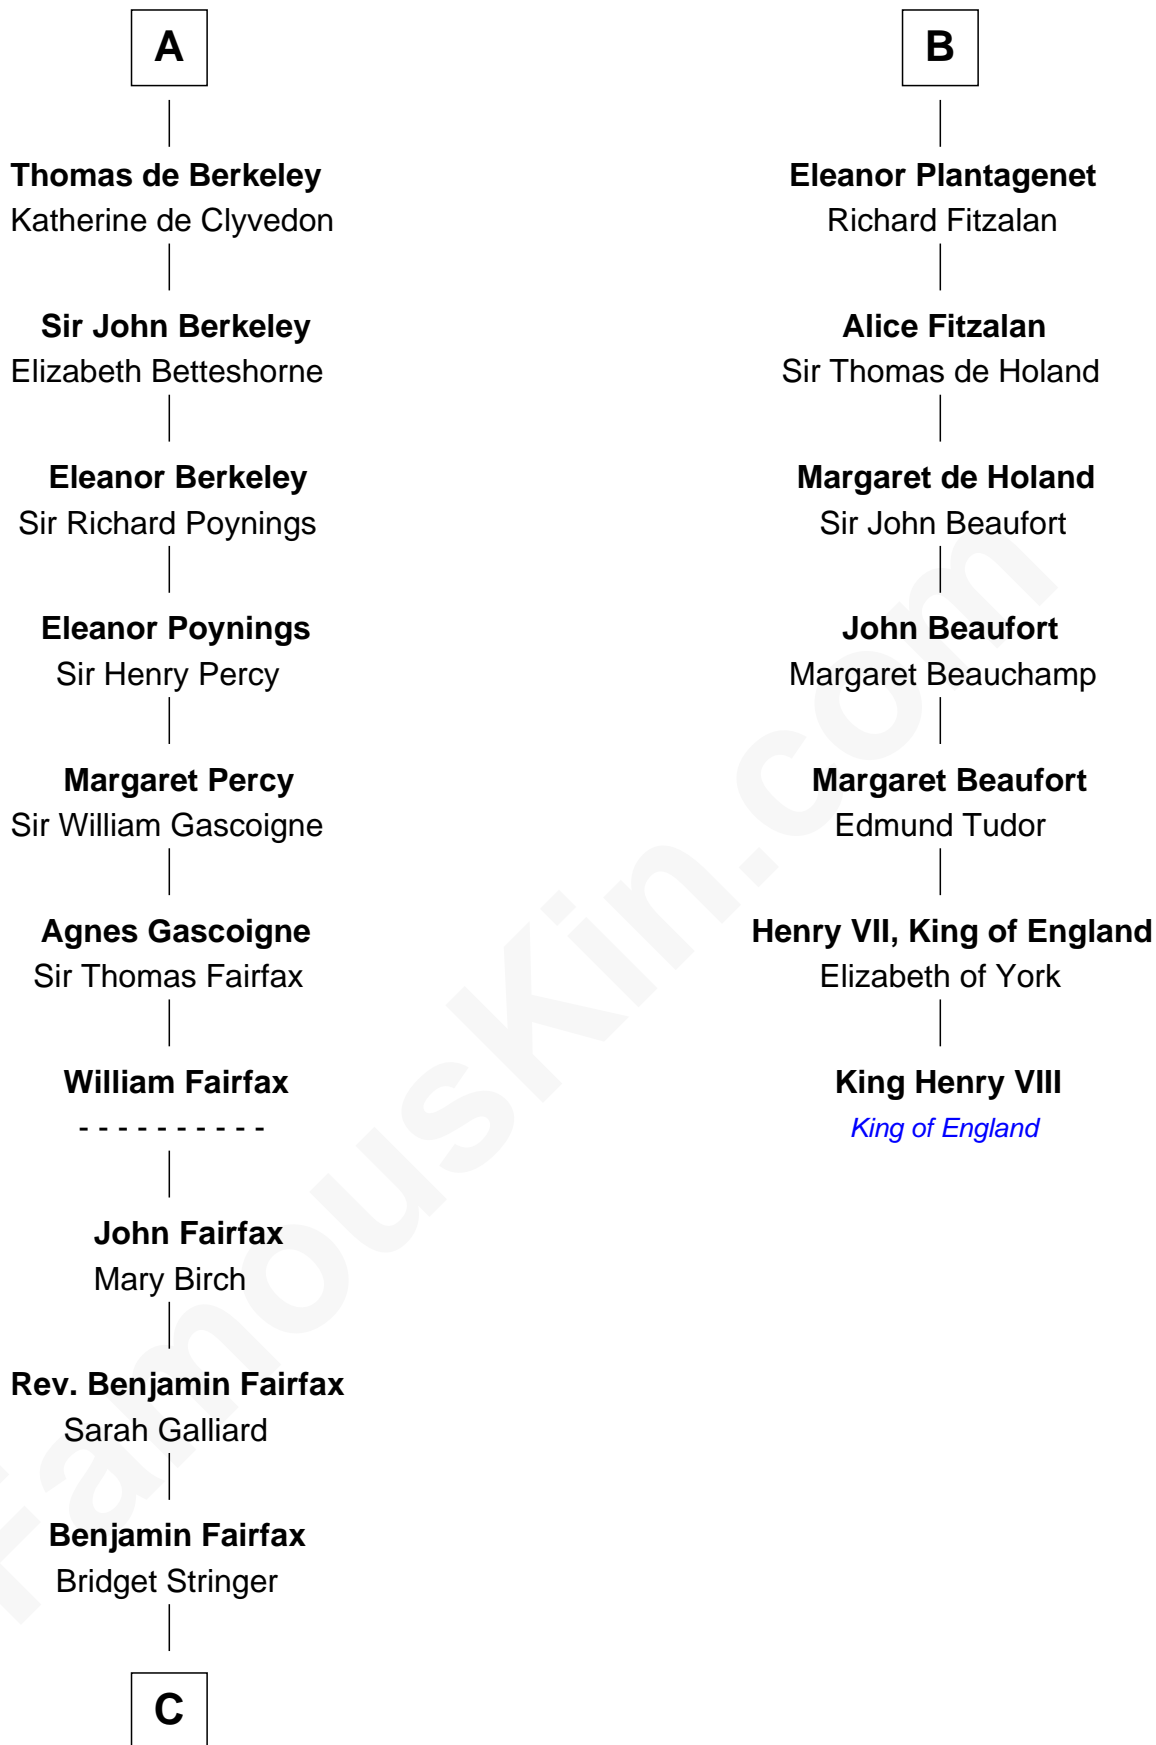 A
Thomas de Berkeley
Katherine de Clyvedon
Sir John Berkeley
Elizabeth Betteshorne
Eleanor Berkeley
Sir Richard Poynings
Eleanor Poynings
Sir Henry Percy
Margaret Percy
Sir William Gascoigne
Agnes Gascoigne
Sir Thomas Fairfax
William Fairfax
- - - - - - - - - -
John Fairfax
Mary Birch
Rev. Benjamin Fairfax
Sarah Galliard
Benjamin Fairfax
Bridget Stringer
C
B
Eleanor Plantagenet
Richard Fitzalan
Alice Fitzalan
Sir Thomas de Holand
Margaret de Holand
Sir John Beaufort
John Beaufort
Margaret Beauchamp
Margaret Beaufort
Edmund Tudor
Henry VII, King of England
Elizabeth of York
King Henry VIII
King of England
FamousKin.com